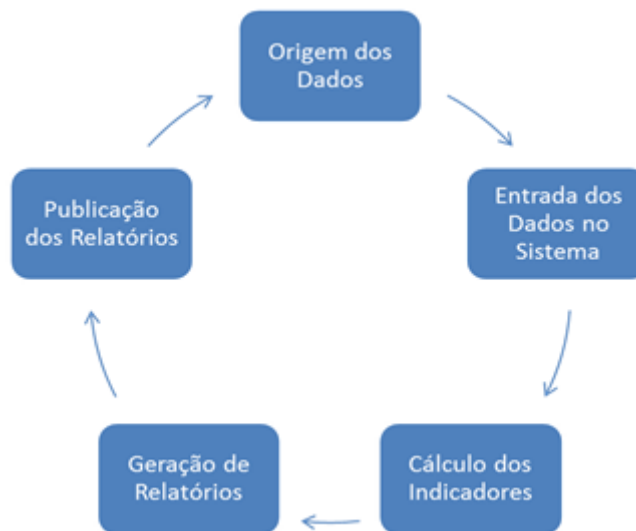 Origem dos
Dados
Entrada dos
Dados no
Sistema
Cálculo dos
Indicadores
Geração de
Relatórios
Publicação
dos Relatórios